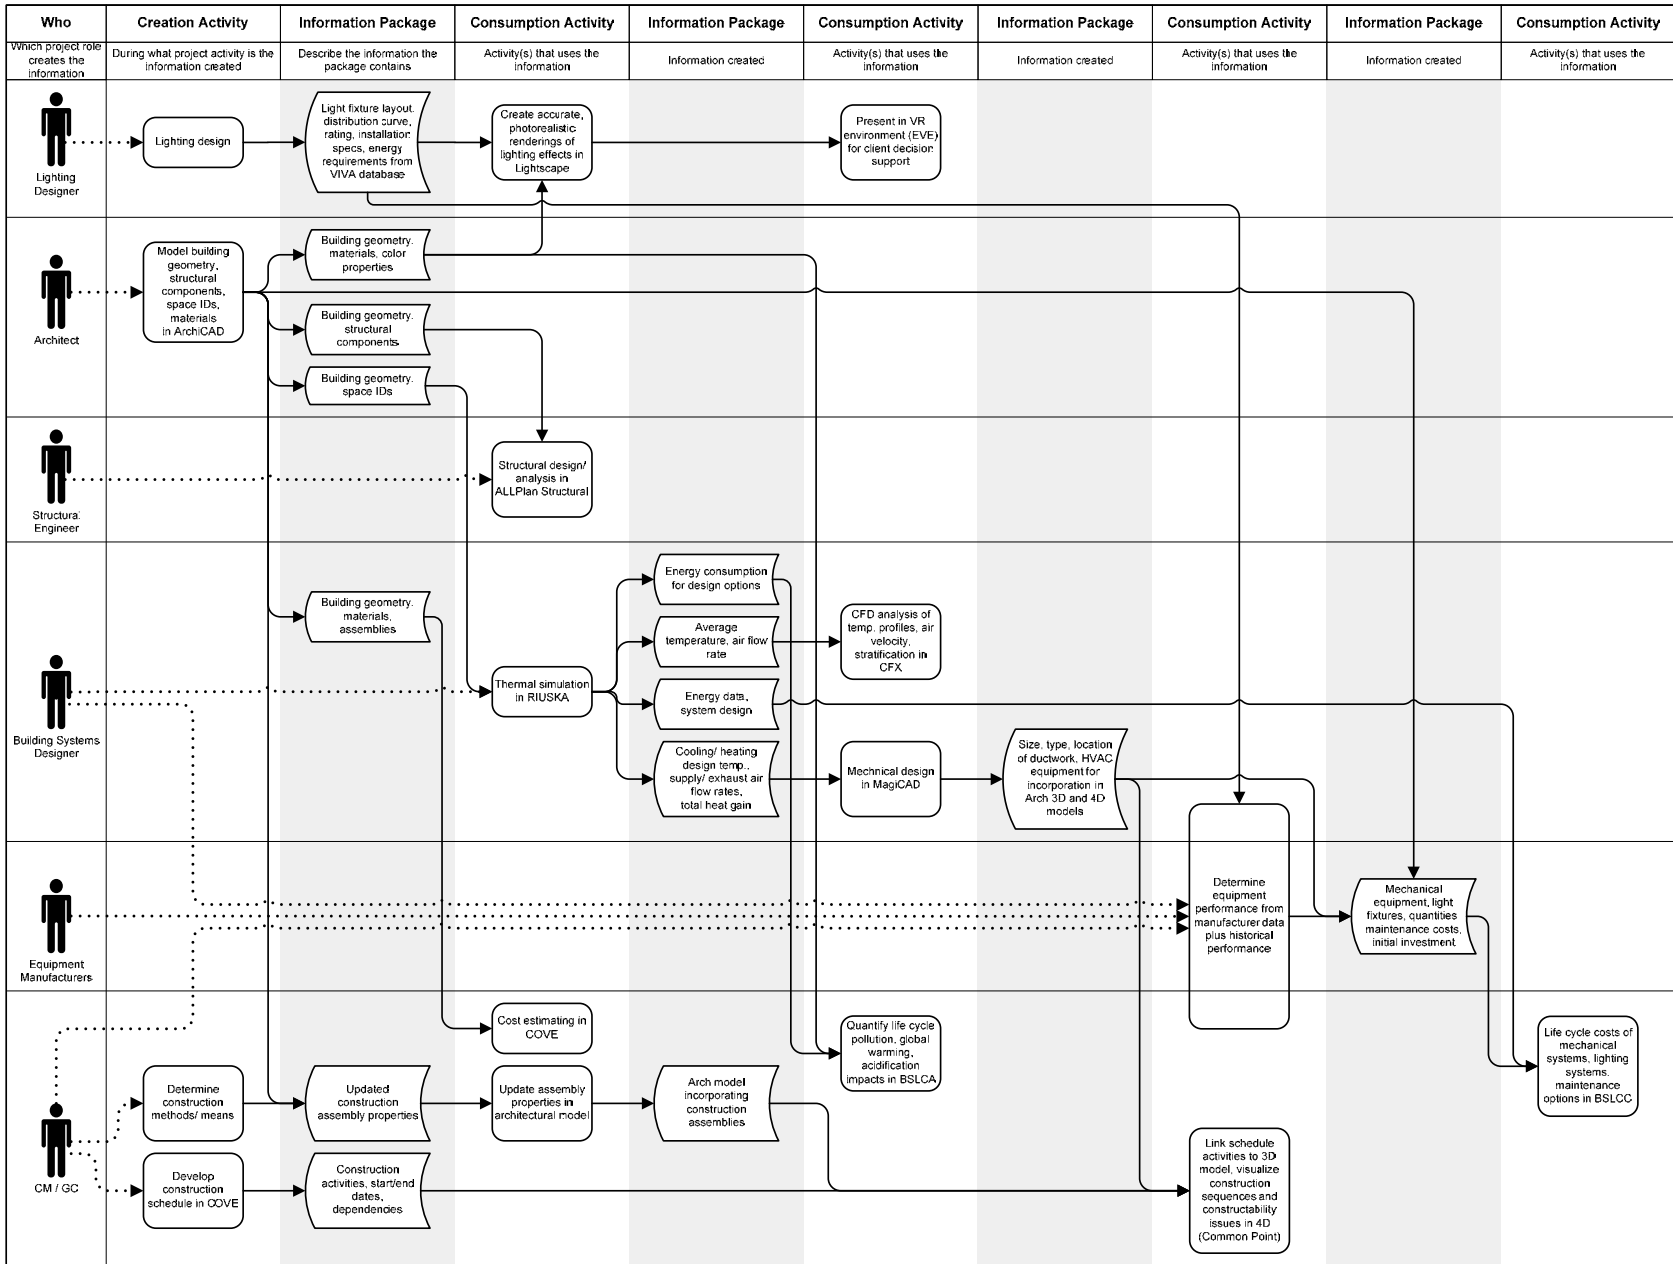 Who
Creation Activity
Information Package
Consumption Activity
Information Package
Consumption Activity
Information Package
Consumption Activity
Information Package
Consumption Activity
Which project role
creates the
information
During what project activity is the
information created
Describe the information the
package contains
Activity(s) that uses the
information
Information created
Activity(s) that uses the
information
Information created
Activity(s) that uses the
information
Information created
Activity(s) that uses the
information
Lighting
Designer
Lighting design
Light fixture layout.
distribution curve,
rating, installation
specs, energy
requirements from
VIVA database
Create accurate,
photorealistic
renderings of
lighting effects in
Lightscape
Present in VR
environment (EVE)
for client decision
support
Architect
Model building
geometry,
structural
components,
space IDs,
materials
in ArchiCAD
Building geometry.
materials, color
properties
Building geometry.
structural
components
Building geometry.
space IDs
Structural
Engineer
Structural design/
analysis in
ALLPlan Structural
Building Systems
Designer
Building geometry.
materials,
assemblies
Thermal simulation
in RIUSKA
Energy consumption
for design options
Average
temperature, air flow
rate
Energy data,
system design
Cooling/ heating
design temp.,
supply/ exhaust air
flow rates,
total heat gain
CFD analysis of
temp. profiles, air
velocity,
stratification in
CFX
Mechnical design
in MagiCAD
Size, type, location
of ductwork, HVAC
equipment for
incorporation in
Arch 3D and 4D
models
Equipment
Manufacturers
Determine
equipment
performance from
manufacturer data
plus historical
performance
Mechanical
equipment, light
fixtures, quantities
maintenance costs,
initial investment
CM / GC
Cost estimating in
COVE
Quantify life cycle
pollution, global
warming,
acidification
impacts in BSLCA
Life cycle costs of
mechanical
systems, lighting
systems, maintenance
options in BSLCC
Determine
construction
methods/ means
Updated
construction
assembly properties
Update assembly
properties in
architectural model
Arch model
incorporating
construction
assemblies
Develop
construction
schedule in COVE
Construction
activities, start/end
dates,
dependencies
Link schedule
activities to 3D
model, visualize
construction
sequences and
constructability
issues in 4D
(Common Point)